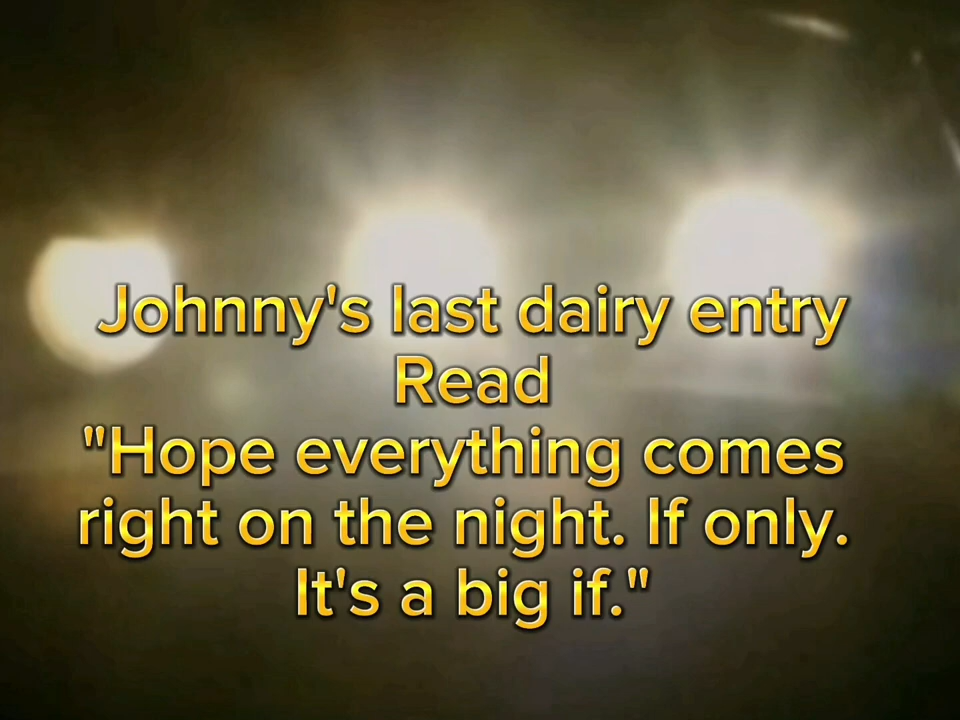 Johnny's last dairy entry
Read
"Hope everything comes
right on the night. If only.
It's a big if."